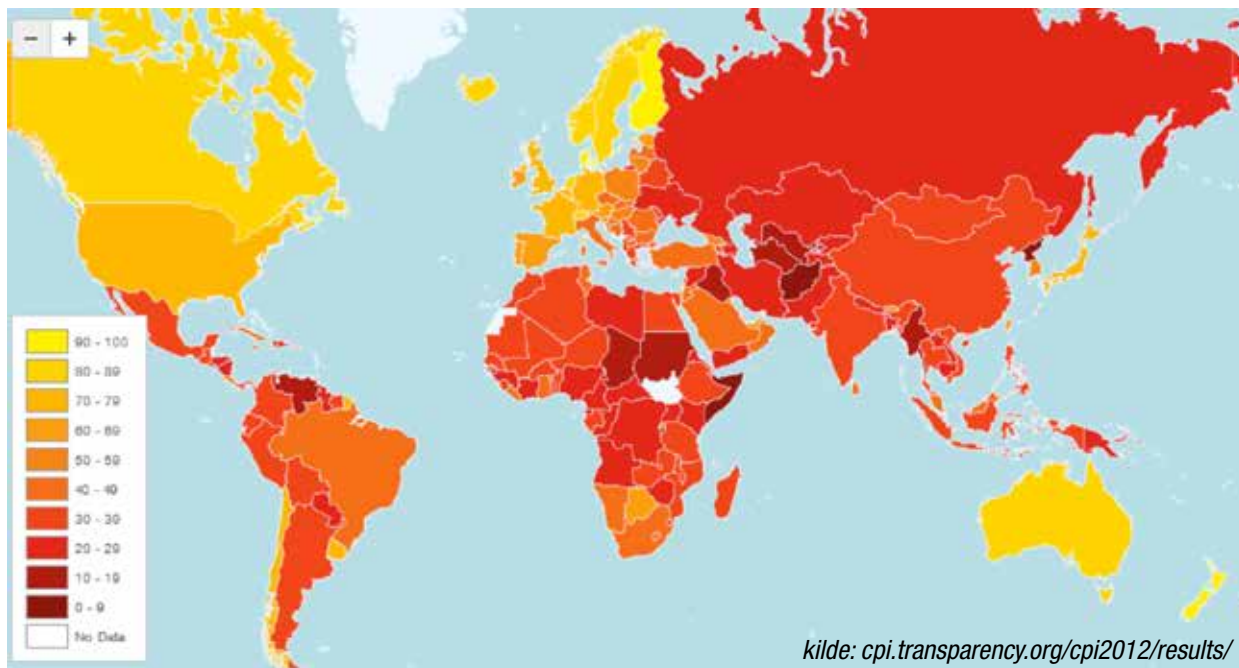 − +
90 - 100
80 - 89
70 - 79
60 - 69
50 - 59
40 - 49
30 - 39
20 - 29
10 - 19
0 - 9
No Data
kilde: cpi.transparency.org/cpi2012/results/